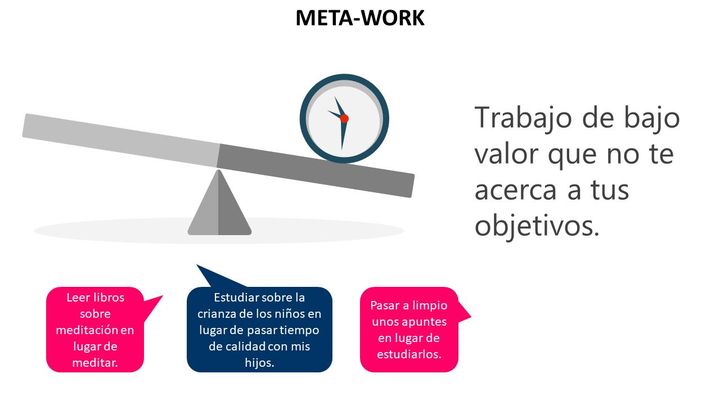 META-WORK
Trabajo de bajo
valor que no te
acerca a tus
objetivos.
Leer libros
sobre
meditación en
lugar de
meditar.
Estudiar sobre la
crianza de los niños en
lugar de pasar tiempo
de calidad con mis
hijos.
Pasar a limpio
unos apuntes
en lugar de
estudiarlos.